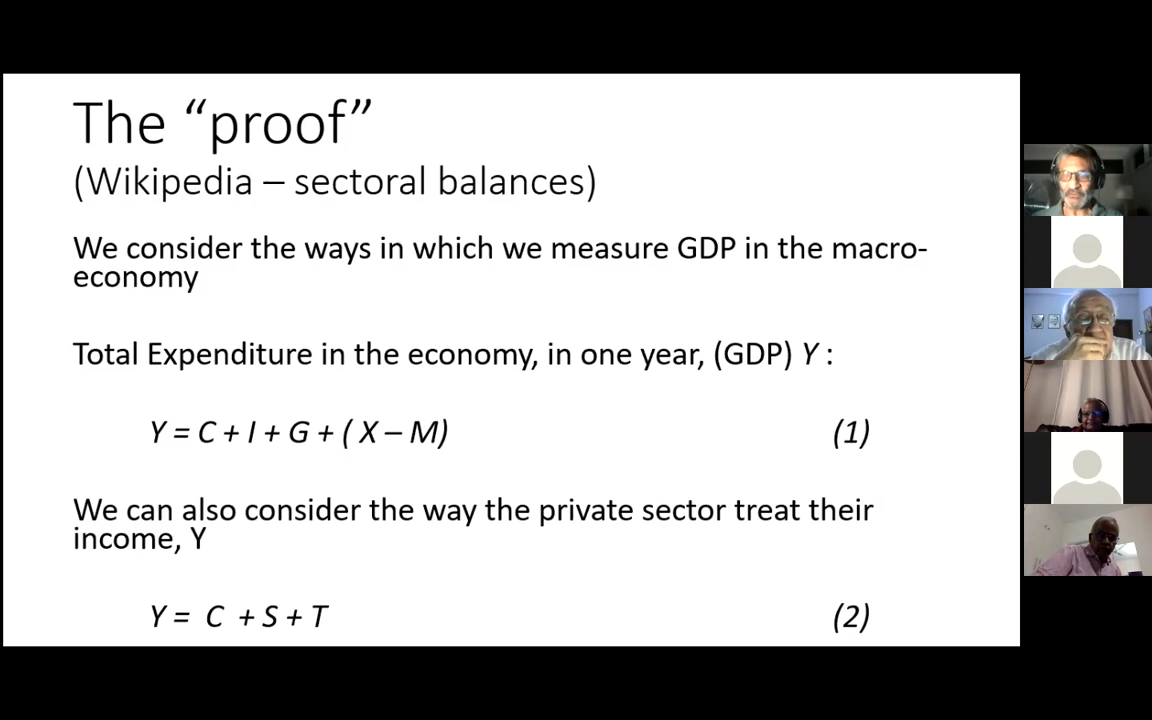 The “proof”
(Wikipedia – sectoral balances)
We consider the ways in which we measure GDP in the macro-
economy
Total Expenditure in the economy, in one year, (GDP) Y :
Y = C + I + G + ( X – M) (1)
We can also consider the way the private sector treat their
income, Y
Y = C + S + T (2)